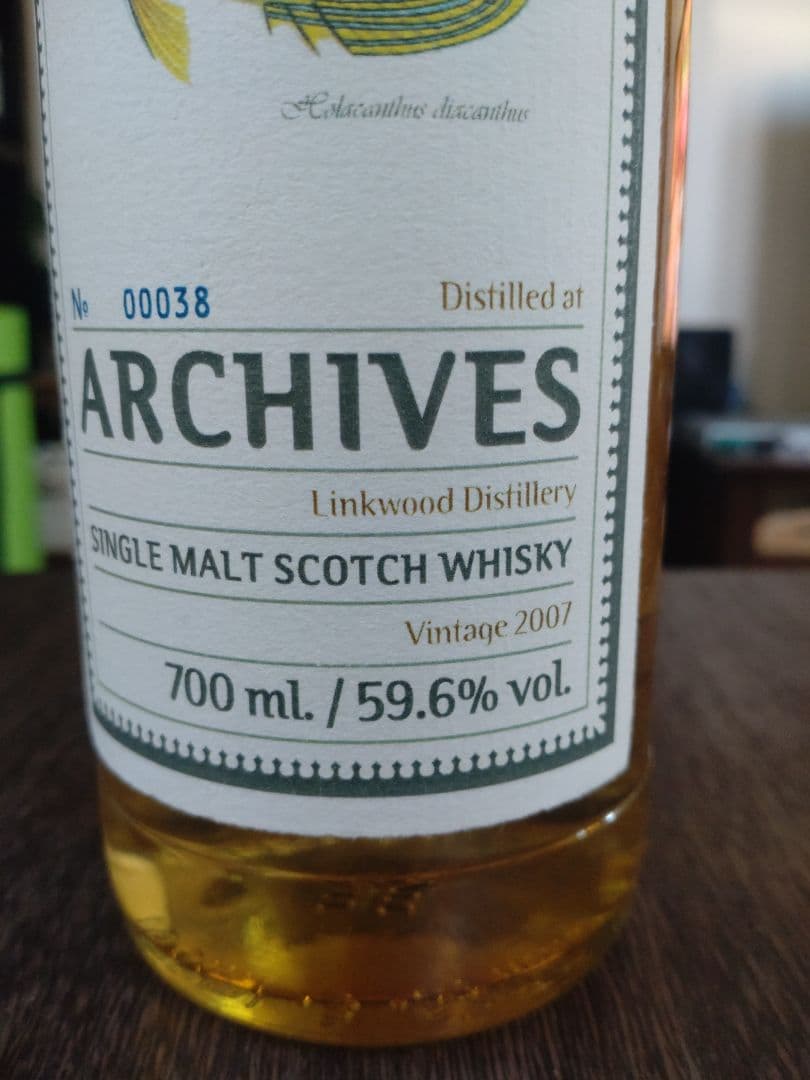 Holacanthus diacanthus
№ 00038 Distilled at
ARCHIVES
Linkwood Distillery
SINGLE MALT SCOTCH WHISKY
Vintage 2007
700 ml. / 59.6% vol.